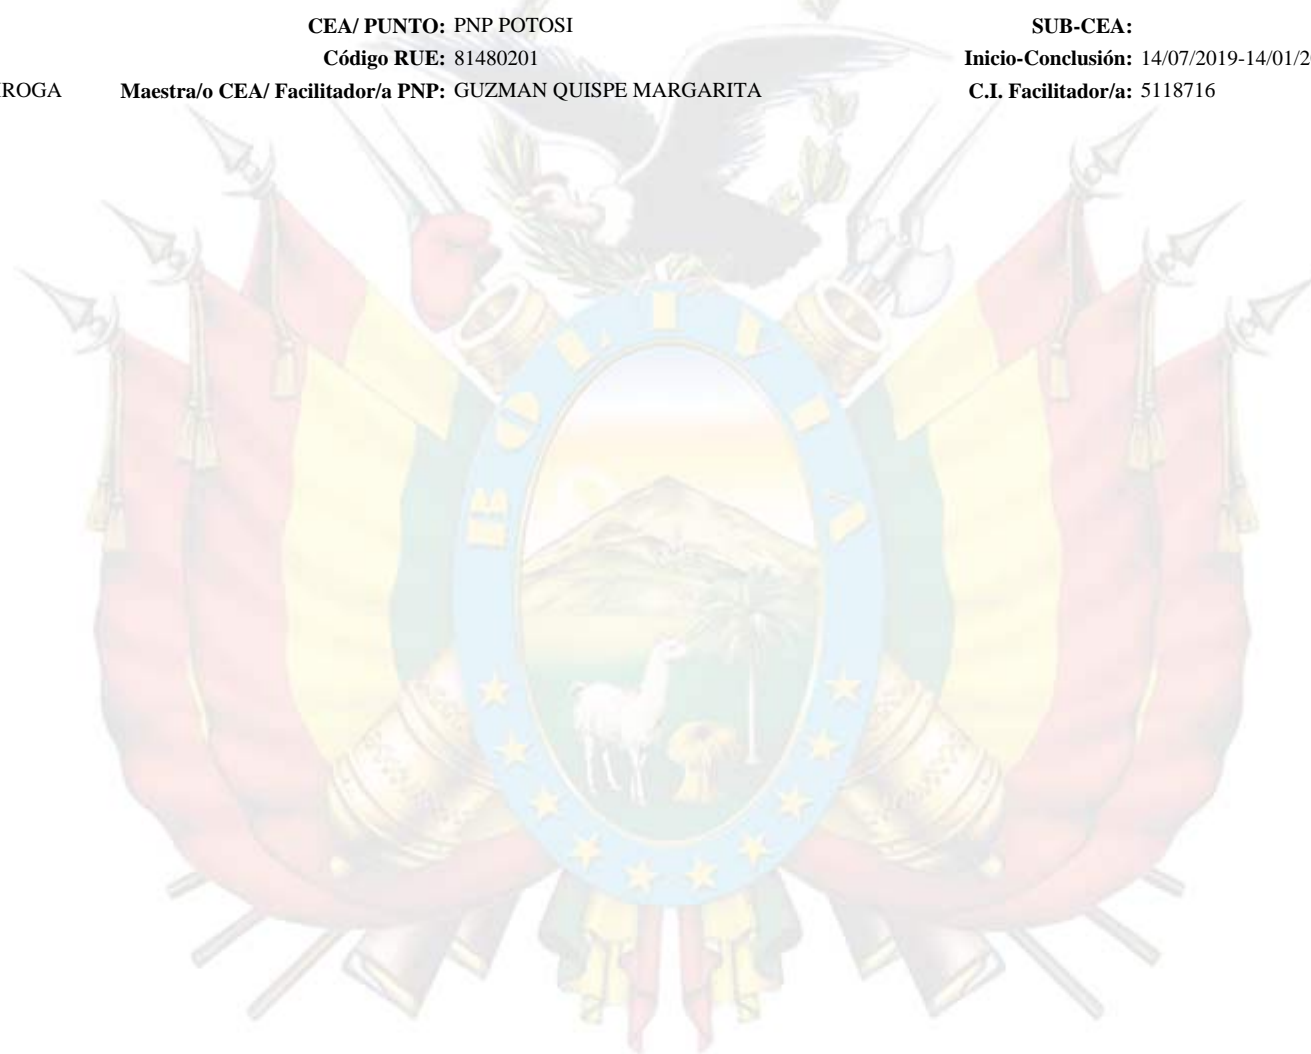 CEA/ PUNTO: PNP POTOSI SUB-CEA:
Código RUE: 81480201 Inicio-Conclusión: 14/07/2019-14/01/2
ROGA Maestra/o CEA/ Facilitador/a PNP: GUZMAN QUISPE MARGARITA C.I. Facilitador/a: 5118716
BOLIVIA